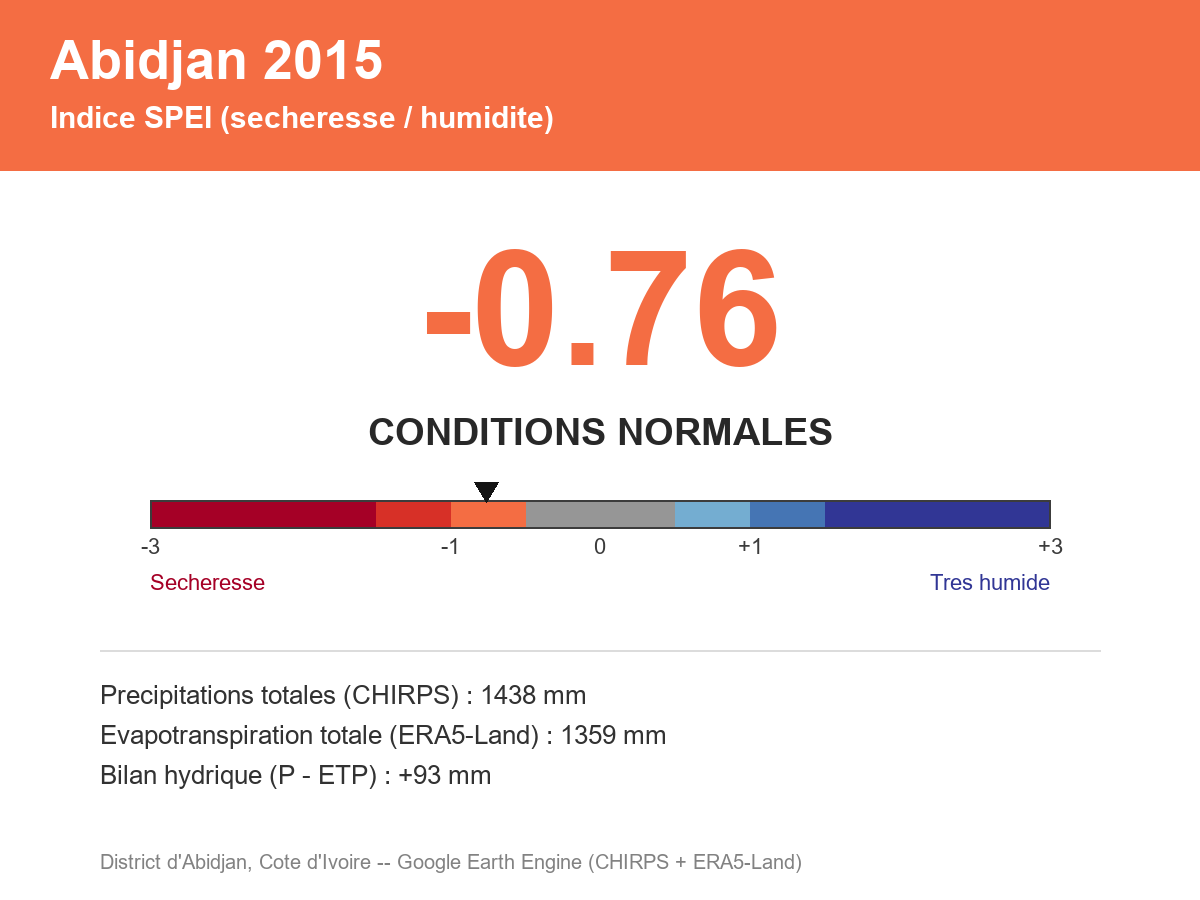 Abidjan 2015
Indice SPEI (secheresse / humidite)
-0.76
CONDITIONS NORMALES
-3 -1 0 +1 +3
Secheresse Tres humide
Precipitations totales (CHIRPS) : 1438 mm
Evapotranspiration totale (ERA5-Land) : 1359 mm
Bilan hydrique (P - ETP) : +93 mm
District d'Abidjan, Cote d'Ivoire -- Google Earth Engine (CHIRPS + ERA5-Land)